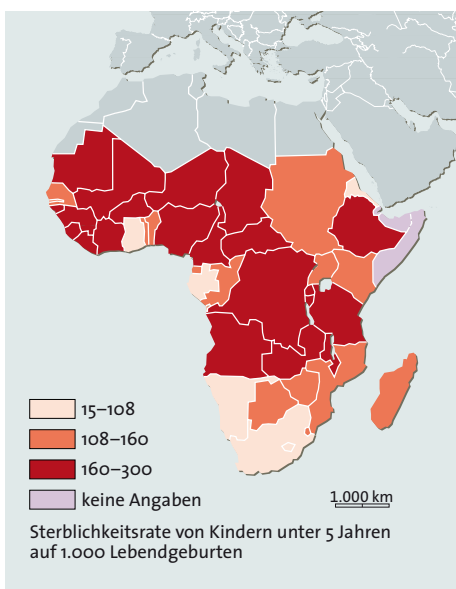 15–108
108–160
160–300
keine Angaben
1.000 km
Sterblichkeitsrate von Kindern unter 5 Jahren
auf 1.000 Lebendgeburten